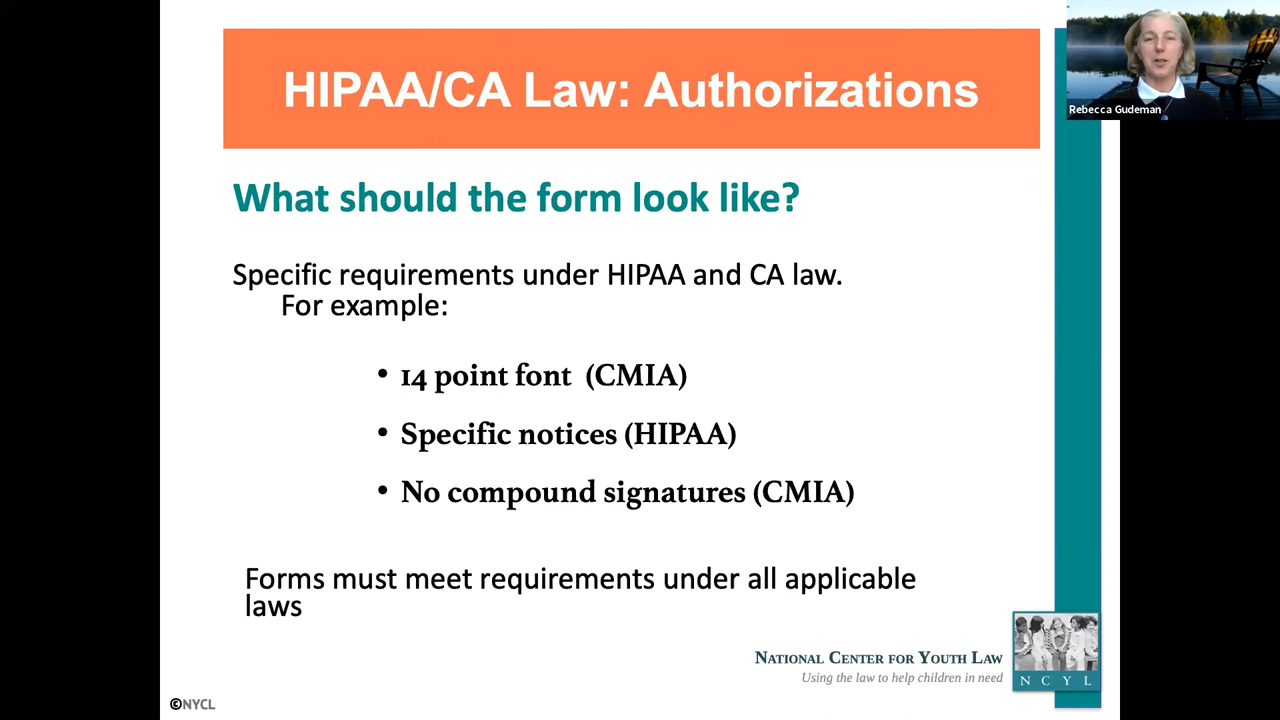 HIPAA/CA Law: Authorizations
Rebecca Gudeman
What should the form look like?
Specific requirements under HIPAA and CA law.
For example:
• 14 point font (CMIA)
• Specific notices (HIPAA)
• No compound signatures (CMIA)
Forms must meet requirements under all applicable
laws
National Center for Youth Law
Using the law to help children in need
N C Y L
©NYCL